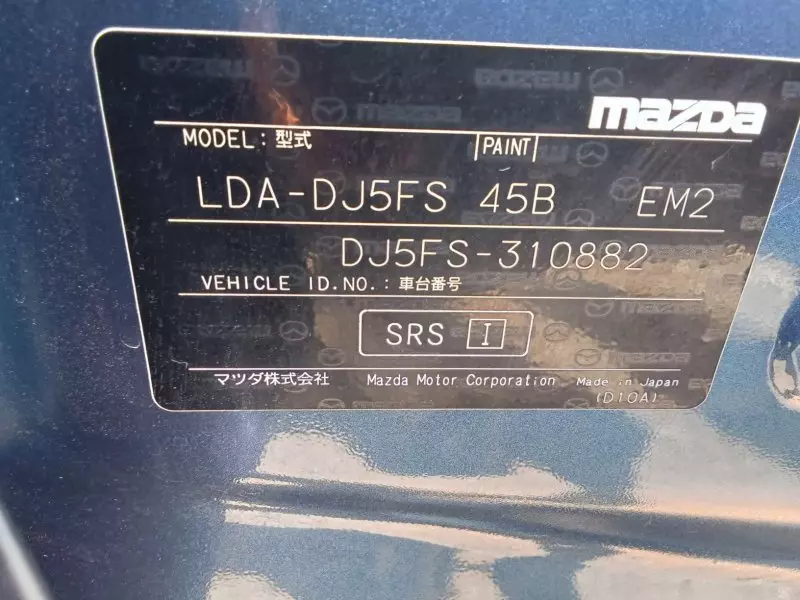 mazda
MODEL: 型式 PAINT
LDA-DJ5FS 45B EM2
DJ5FS-310882
VEHICLE ID.NO.: 車台番号
SRS I
マツダ株式会社 Mazda Motor Corporation Made in Japan
(D10A)